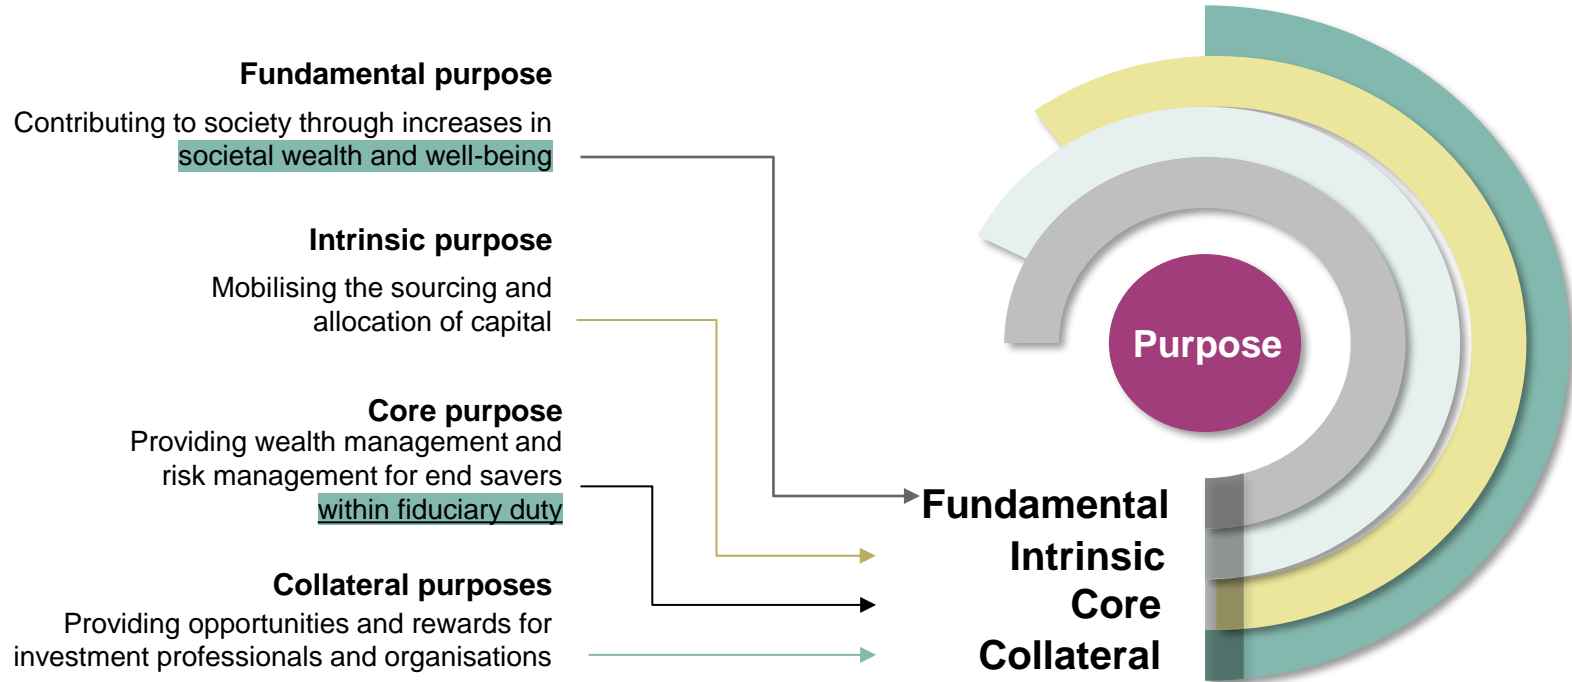 Fundamental purpose
Contributing to society through increases in
societal wealth and well-being
Intrinsic purpose
Mobilising the sourcing and
allocation of capital
Core purpose
Providing wealth management and
risk management for end savers
within fiduciary duty
Collateral purposes
Providing opportunities and rewards for
investment professionals and organisations
Purpose
Fundamental
Intrinsic
Core
Collateral